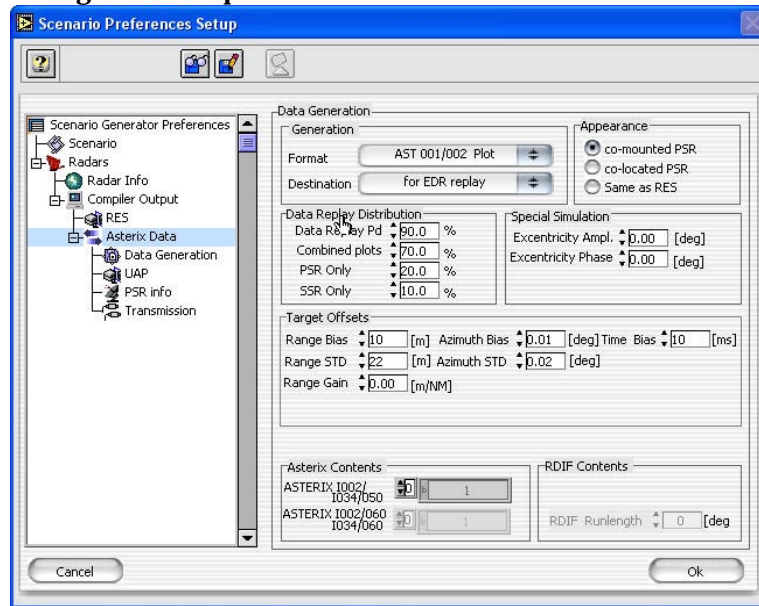 Scenario Preferences Setup
Scenario Generator Preferences
Scenario
Radars
Radar Info
Compiler Output
RES
Asterix Data
Data Generation
UAP
PSR info
Transmission
Data Generation
Generation
Format AST 001/002 Plot
Destination for EDR replay
Appearance
co-mounted PSR
co-located PSR
Same as RES
Data Replay Distribution
Data Replay Pd 90.0 %
Combined plots 70.0 %
PSR Only 20.0 %
SSR Only 10.0 %
Special Simulation
Excentricity Ampl. 0.00 [deg]
Excentricity Phase 0.00 [deg]
Target Offsets
Range Bias 10 [m] Azimuth Bias 0.01 [deg] Time Bias 10 [ms]
Range STD 22 [m] Azimuth STD 0.02 [deg]
Range Gain 0.00 [m/NM]
Asterix Contents
ASTERIX I002/
I034/050
0 b 1
ASTERIX I002/060
I034/060
0 b 1
RDIF Contents
RDIF Runlength 0 [deg
Cancel
Ok